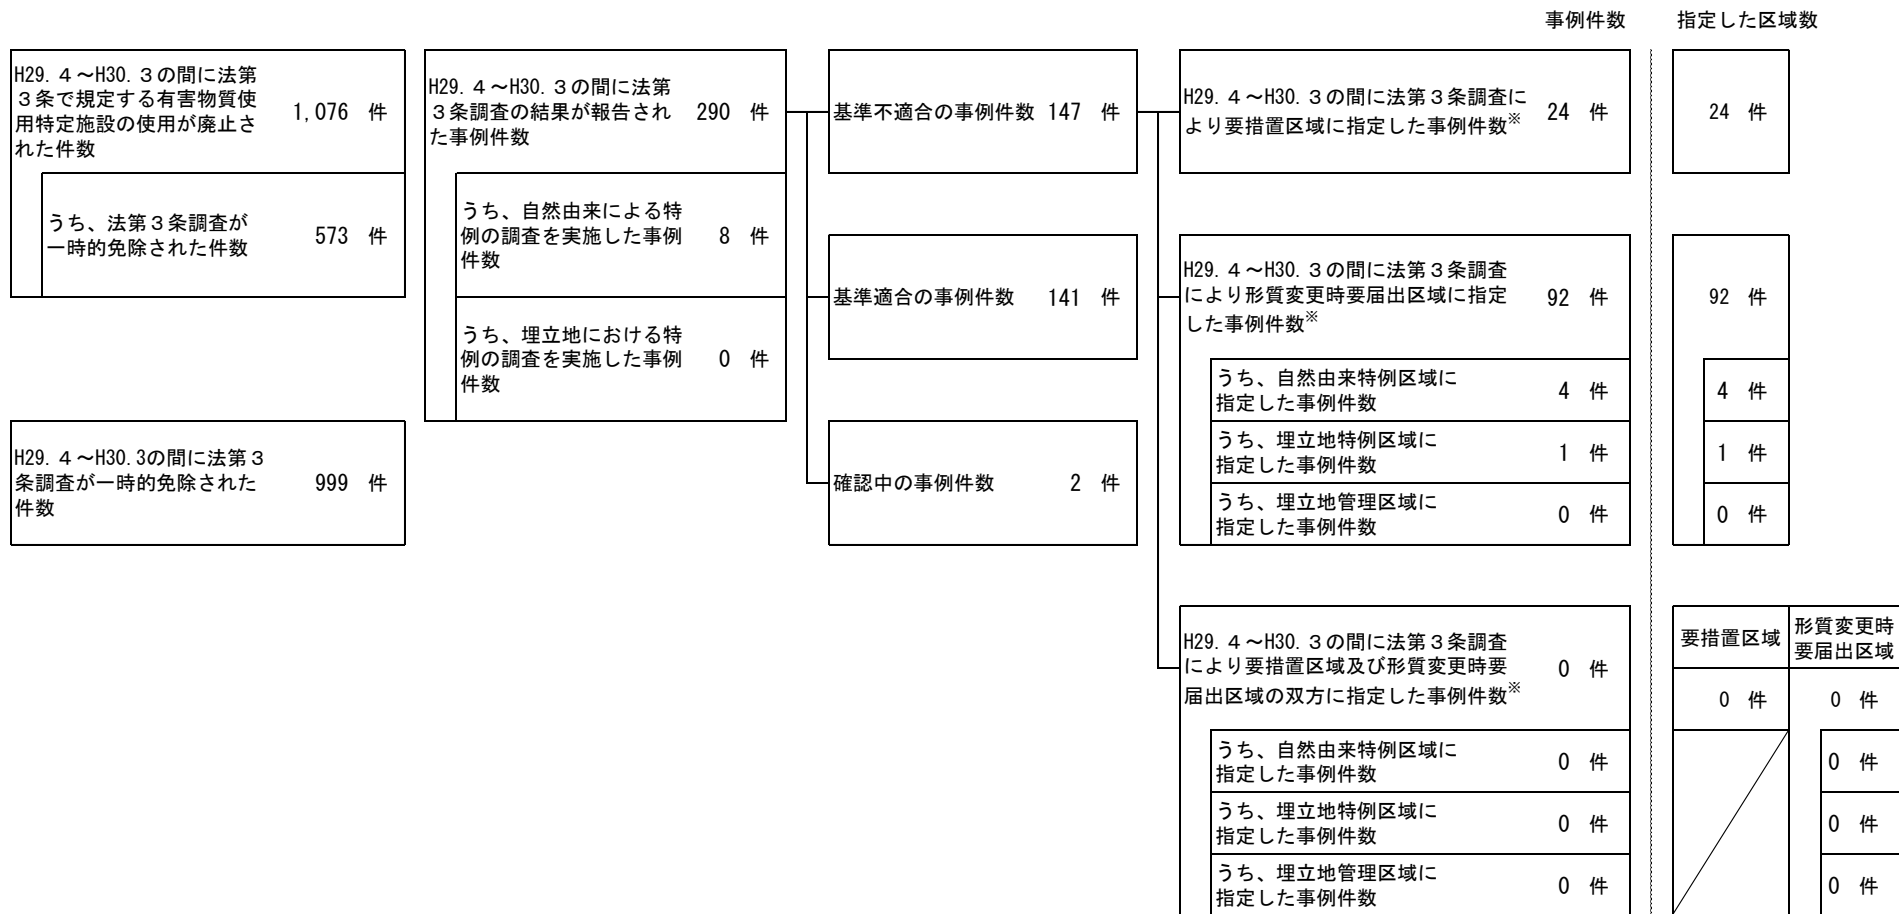 事例件数
指定した区域数
H29.４～H30.３の間に法第
３条で規定する有害物質使
用特定施設の使用が廃止さ
れた件数
1,076 件
うち、法第３条調査が
一時的免除された件数
573 件
H29.４～H30.3の間に法第３
条調査が一時的免除された
件数
999 件
H29.４～H30.３の間に法第
３条調査の結果が報告され
た事例件数
290 件
うち、自然由来による特
例の調査を実施した事例
件数
8 件
うち、埋立地における特
例の調査を実施した事例
件数
0 件
基準不適合の事例件数 147 件
基準適合の事例件数 141 件
確認中の事例件数 2 件
H29.４～H30.３の間に法第３条調査に
より要措置区域に指定した事例件数※
24 件
24 件
H29.４～H30.３の間に法第３条調査
により形質変更時要届出区域に指定
した事例件数※
92 件
92 件
うち、自然由来特例区域に
指定した事例件数
4 件
4 件
うち、埋立地特例区域に
指定した事例件数
1 件
1 件
うち、埋立地管理区域に
指定した事例件数
0 件
0 件
H29.４～H30.３の間に法第３条調査
により要措置区域及び形質変更時要
届出区域の双方に指定した事例件数※
0 件
要措置区域
形質変更時
要届出区域
0 件
0 件
うち、自然由来特例区域に
指定した事例件数
0 件
0 件
うち、埋立地特例区域に
指定した事例件数
0 件
0 件
うち、埋立地管理区域に
指定した事例件数
0 件
0 件